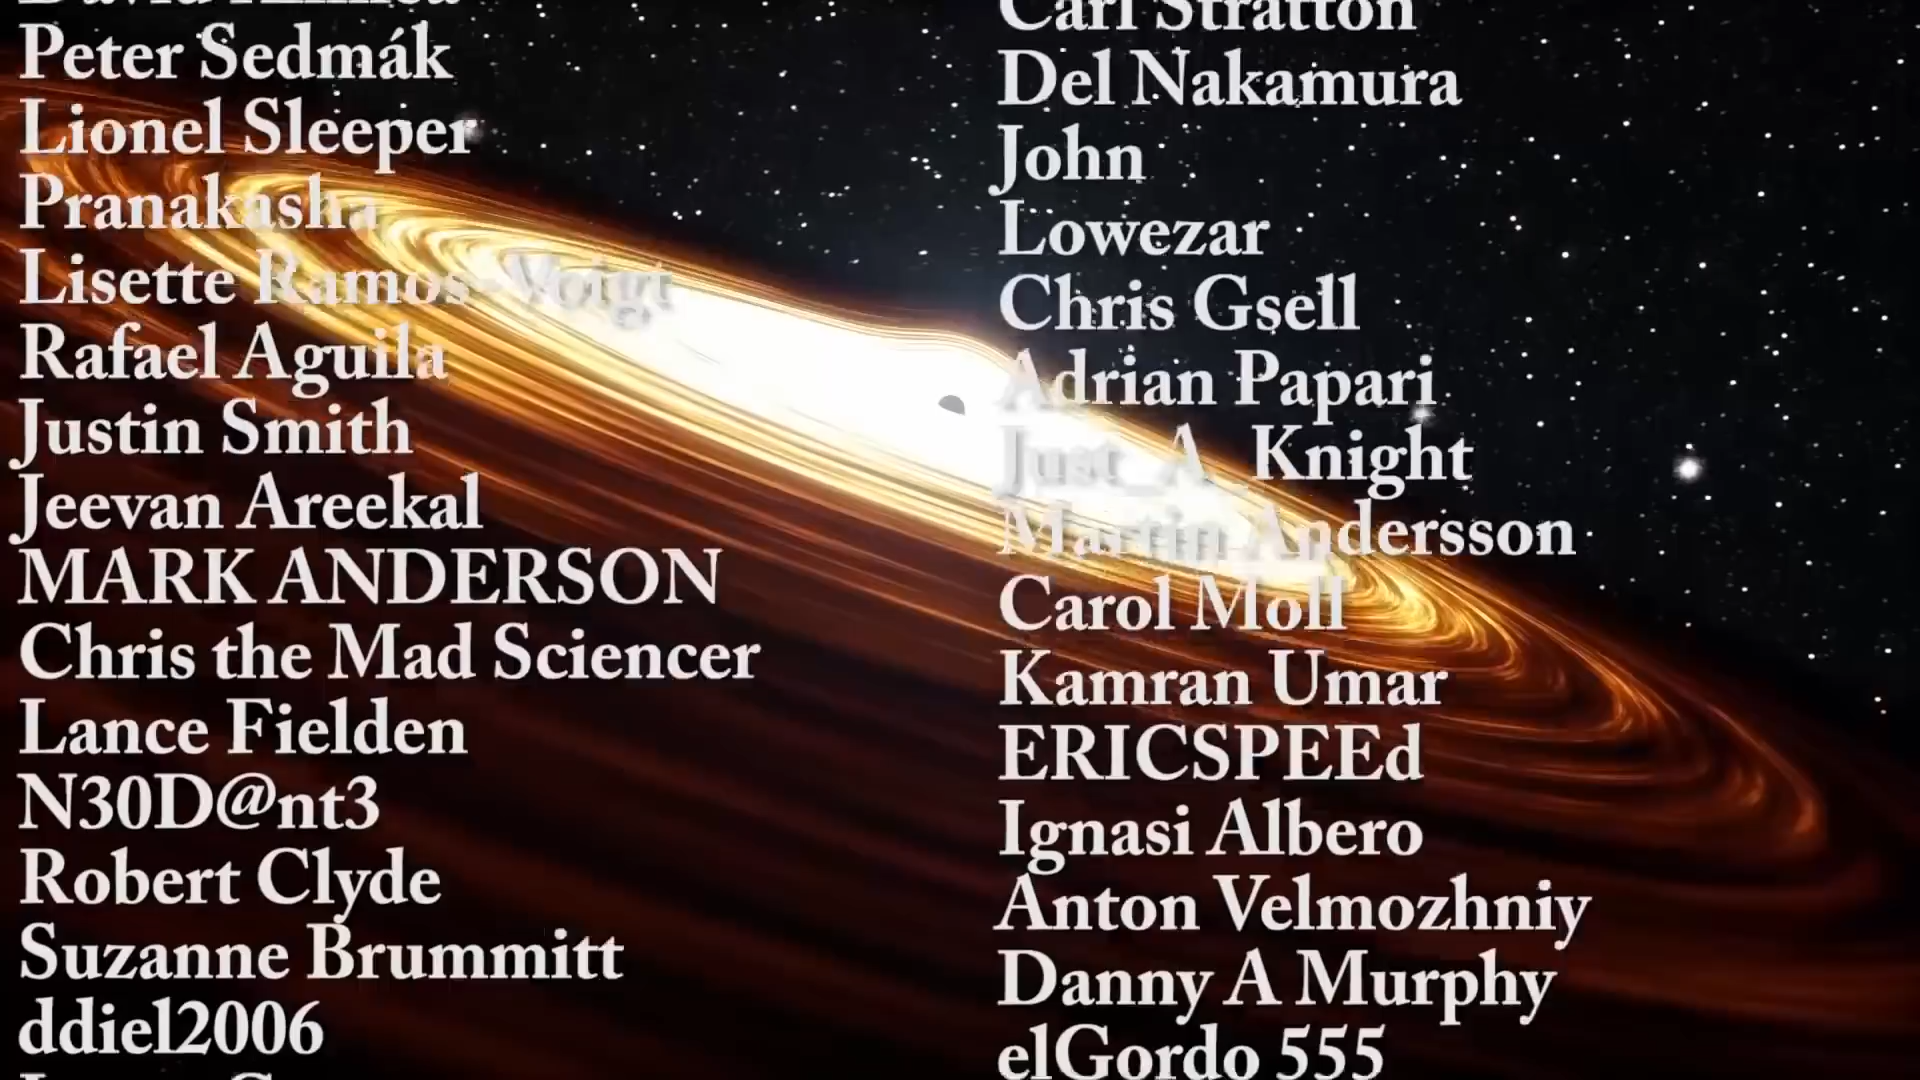 Peter Sedmák
Lionel Sleeper
Pranakasha
Lisette Ramos-Voigt
Rafael Aguila
Justin Smith
Jeevan Areekal
MARK ANDERSON
Chris the Mad Sciencer
Lance Fielden
N30D@nt3
Robert Clyde
Suzanne Brummitt
ddiel2006
Carl Stratton
Del Nakamura
John
Lowezar
Chris Gsell
Adrian Papari
Just_A_Knight
Martin Andersson
Carol Moll
Kamran Umar
ERICSPEEd
Ignasi Albero
Anton Velmozhniy
Danny A Murphy
elGordo 555